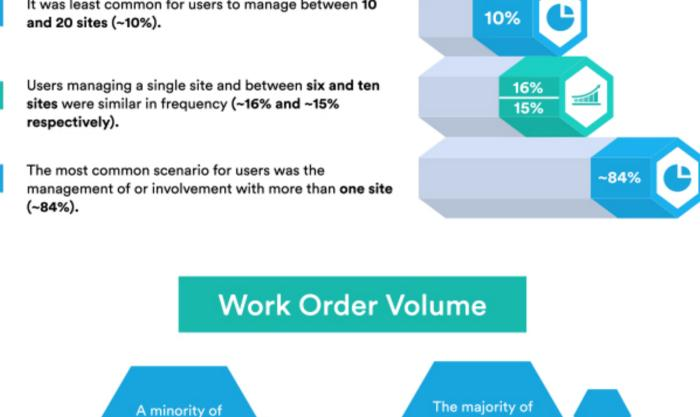 It was least common for users to manage between 10
and 20 sites (~10%).
10%
Users managing a single site and between six and ten
sites were similar in frequency (~16% and ~15%
respectively).
16%
15%
The most common scenario for users was the
management of or involvement with more than one site
(~84%).
~84%
Work Order Volume
A minority of
The majority of